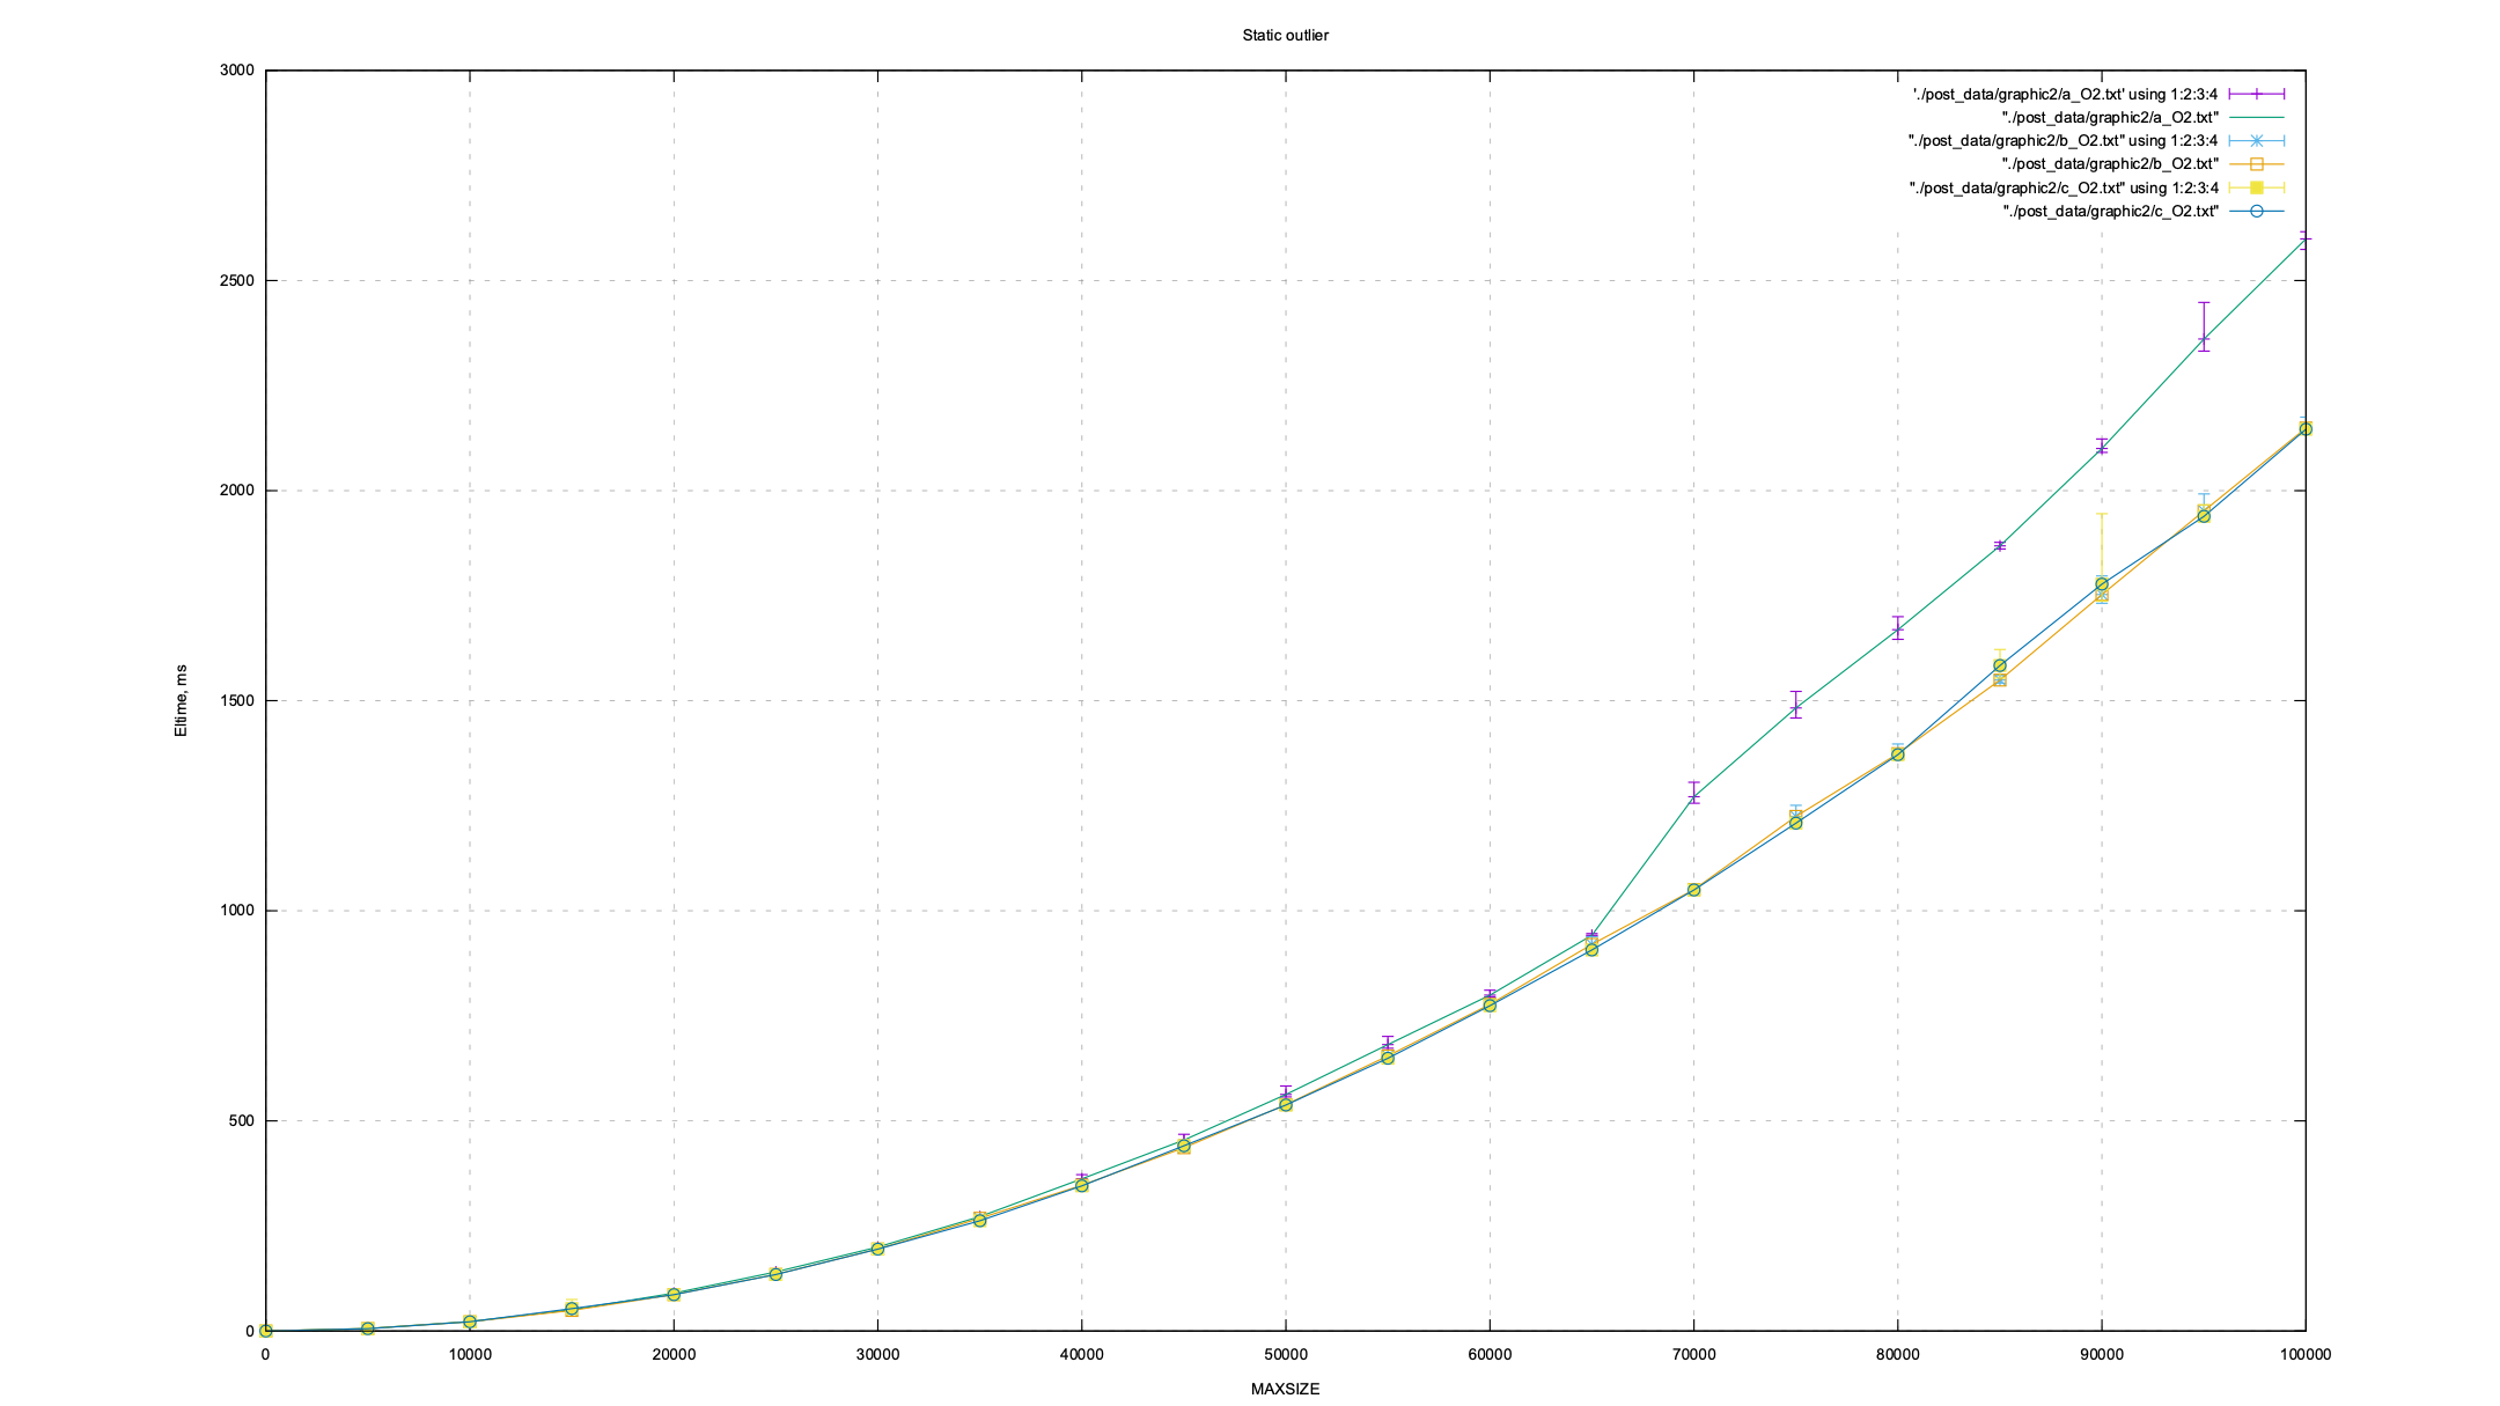 Static outlier
'./post_data/graphic2/a_O2.txt' using 1:2:3:4
"./post_data/graphic2/a_O2.txt"
"./post_data/graphic2/b_O2.txt" using 1:2:3:4
"./post_data/graphic2/b_O2.txt"
"./post_data/graphic2/c_O2.txt" using 1:2:3:4
"./post_data/graphic2/c_O2.txt"
3000
2500
2000
1500
1000
500
0
Eltime, ms
0 10000 20000 30000 40000 50000 60000 70000 80000 90000 100000
MAXSIZE